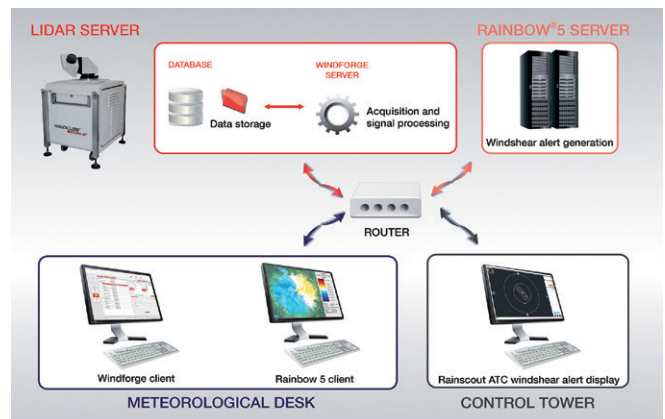 LIDAR SERVER
RAINBOW®5 SERVER
DATABASE
WINDFORGE
SERVER
Data storage
Acquisition and
signal processing
Windshear alert generation
ROUTER
Windforge client
Rainbow 5 client
Rainscout ATC windshear alert display
METEOROLOGICAL DESK
CONTROL TOWER